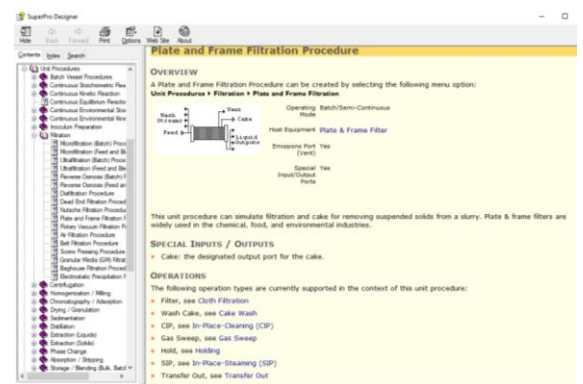 SuperPro Designer
Hide Back Forward Print Options Web Site About
Contents Index Search
Unit Procedures
Batch Vessel Procedures
Continuous Stoichiometric Reac
Continuous Kinetic Reaction
Continuous Equilibrium Reactio
Continuous Environmental Stoi
Continuous Environmental Kine
Inoculum Preparation
Filtration
Microfiltration (Batch) Proce
Microfiltration (Feed and Ble
Ultrafiltration (Batch) Proce
Ultrafiltration (Feed and Blee
Reverse Osmosis (Batch) F
Reverse Osmosis (Feed an
Diafiltration Procedure
Dead End Filtration Proced
Nutsche Filtration Procedur
Plate and Frame Filtration F
Rotary Vacuum Filtration Pr
Air Filtration Procedure
Belt Filtration Procedure
Screw Pressing Procedure
Granular Media (GM) Filtrat
Baghouse Filtration Proced
Electrostatic Precipitation F
Centrifugation
Homogenization / Milling
Chromatography / Adsorption
Drying / Granulation
Sedimentation
Distillation
Extraction (Liquids)
Extraction (Solids)
Phase Change
Absorption / Stripping
Storage / Blending (Bulk, Batch
Plate and Frame Filtration Procedure
OVERVIEW
A Plate and Frame Filtration Procedure can be created by selecting the following menu option:
Unit Procedures ▸ Filtration ▸ Plate and Frame Filtration
Wash Streams
Feed
Vent
Cake
Liquid Outputs
Operating Mode Batch/Semi-Continuous
Host Equipment Plate & Frame Filter
Emissions Port (Vent) Yes
Special Input/Output Ports Yes
This unit procedure can simulate filtration and cake for removing suspended solids from a slurry. Plate & frame filters are
widely used in the chemical, food, and environmental industries.
SPECIAL INPUTS / OUTPUTS
Cake: the designated output port for the cake.
OPERATIONS
The following operation types are currently supported in the context of this unit procedure:
Filter, see Cloth Filtration
Wash Cake, see Cake Wash
CIP, see In-Place-Cleaning (CIP)
Gas Sweep, see Gas Sweep
Hold, see Holding
SIP, see In-Place-Steaming (SIP)
Transfer Out, see Transfer Out